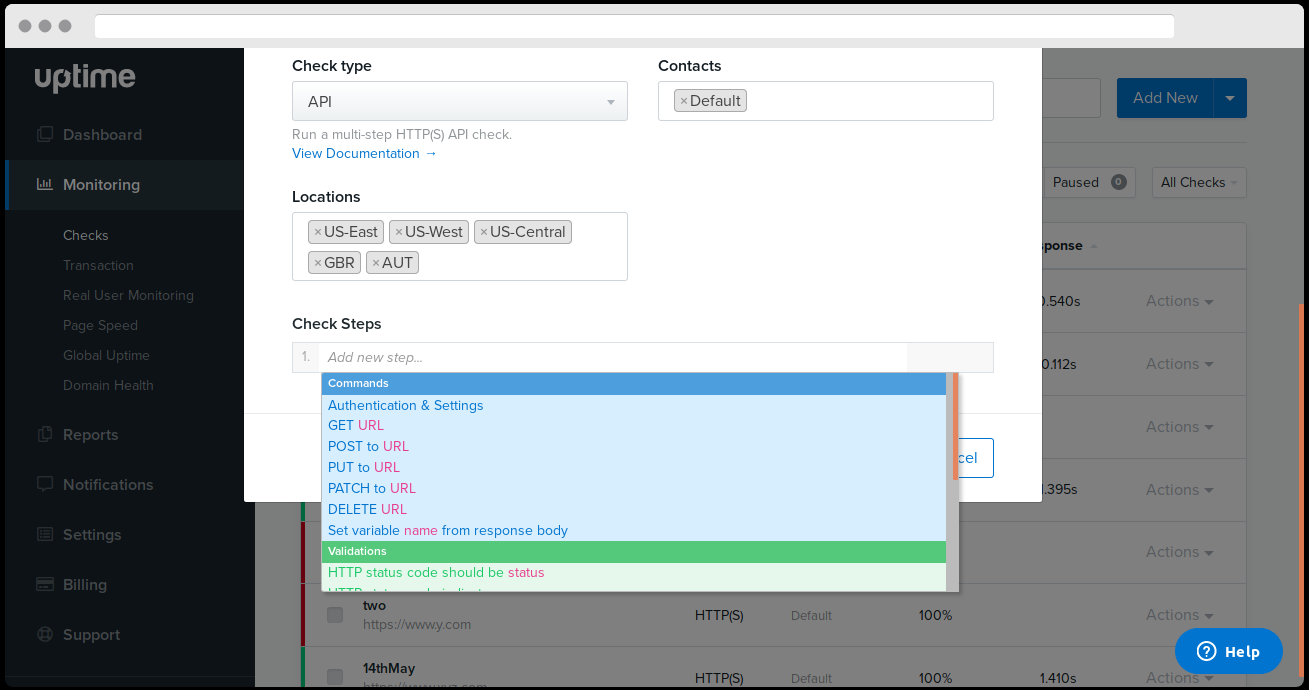 uptime
Dashboard
Monitoring
Checks
Transaction
Real User Monitoring
Page Speed
Global Uptime
Domain Health
Reports
Notifications
Settings
Billing
Support
Check type
API
Run a multi-step HTTP(S) API check.
View Documentation →
Contacts
× Default
Locations
× US-East × US-West × US-Central
× GBR × AUT
Check Steps
1. Add new step...
Commands
Authentication & Settings
GET URL
POST to URL
PUT to URL
PATCH to URL
DELETE URL
Set variable name from response body
Validations
HTTP status code should be status
Add New
Paused 0
All Checks
0.540s Actions
0.112s Actions
Actions
1.395s Actions
Actions
two
https://www.y.com
HTTP(S) Default 100% Actions
14thMay
HTTP(S) Default 100% 1.410s Actions
Help